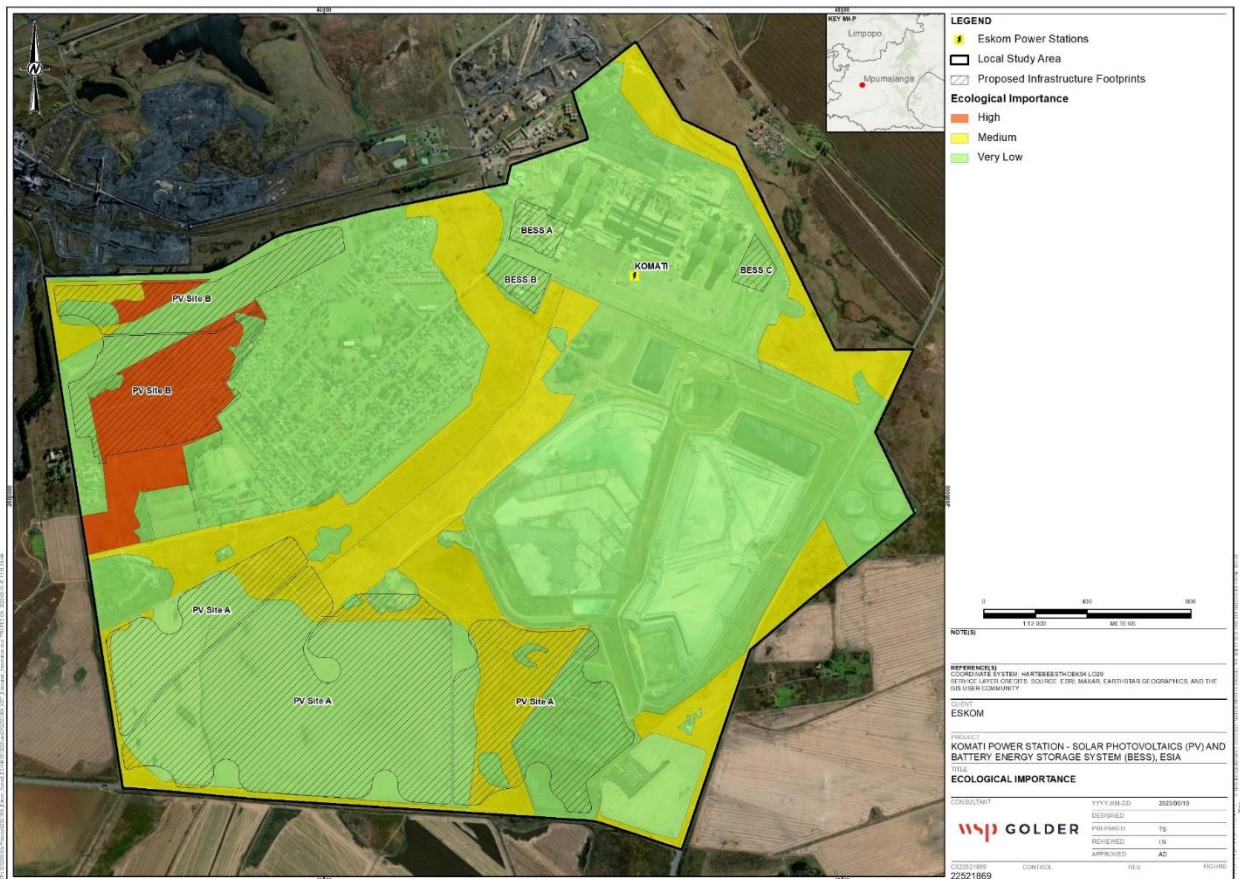 KEY MAP
Limpopo
Mpumalanga
BESS A
BESS B
KOMATI
BESS C
PV Site B
PV Site B
PV Site A
PV Site A
PV Site A
N
LEGEND
Eskom Power Stations
Local Study Area
Proposed Infrastructure Footprints
Ecological Importance
High
Medium
Very Low
0 400 800
1:12 000 METERS
NOTE(S)
REFERENCE(S)
COORDINATE SYSTEM: HARTEBEESTHOEK94 LO29
SERVICE LAYER CREDITS: SOURCE: ESRI, MAXAR, EARTHSTAR GEOGRAPHICS, AND THE
GIS USER COMMUNITY
CLIENT
ESKOM
PROJECT
KOMATI POWER STATION - SOLAR PHOTOVOLTAICS (PV) AND
BATTERY ENERGY STORAGE SYSTEM (BESS), ESIA
TITLE
ECOLOGICAL IMPORTANCE
CONSULTANT
wsp GOLDER
YYYY-MM-DD
DESIGNED
PREPARED TS
REVIEWED
APPROVED AD
CONTROL REV. FIGURE
22521869